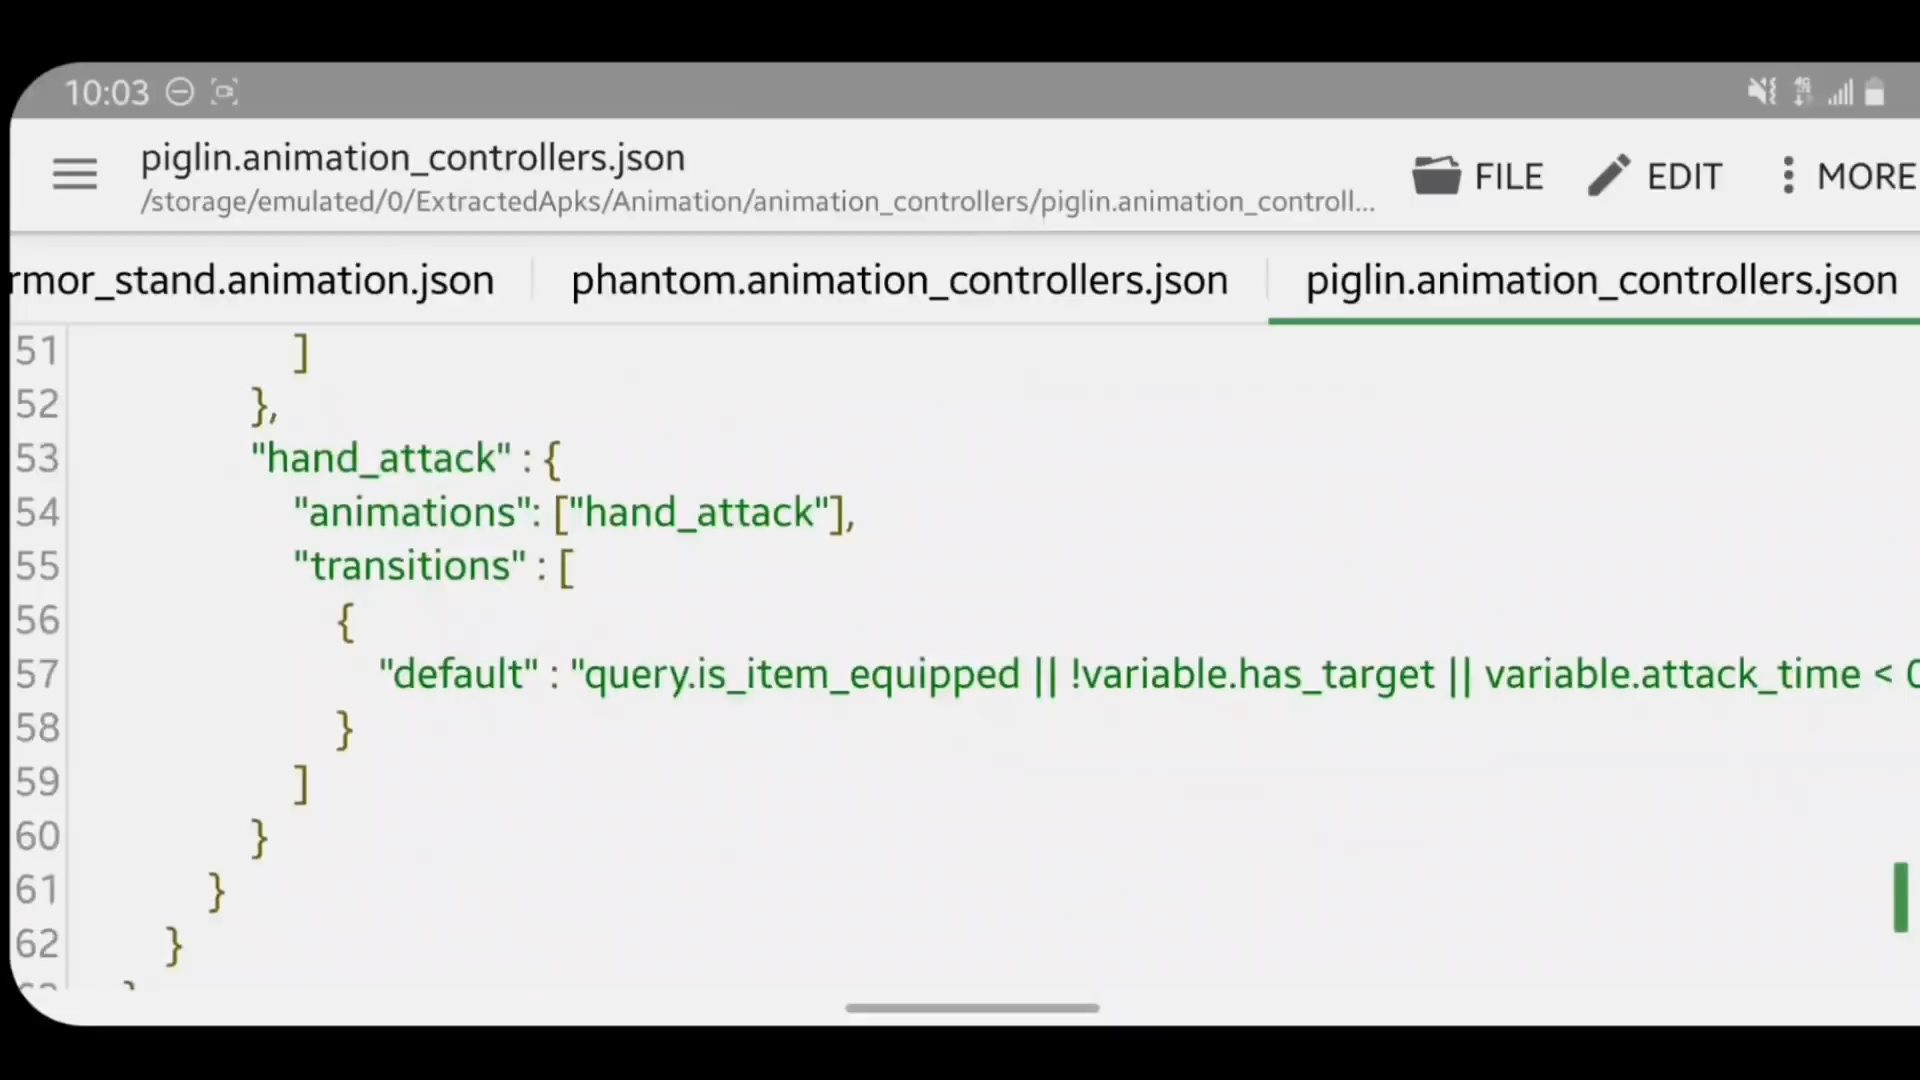 10:03
piglin.animation_controllers.json
/storage/emulated/0/ExtractedApks/Animation/animation_controllers/piglin.animation_controll...
FILE
EDIT
MORE
rmor_stand.animation.json
phantom.animation_controllers.json
piglin.animation_controllers.json
51 ]
52 },
53 "hand_attack" : {
54 "animations": ["hand_attack"],
55 "transitions" : [
56 {
57 "default" : "query.is_item_equipped || !variable.has_target || variable.attack_time < 0
58 }
59 ]
60 }
61 }
62 }